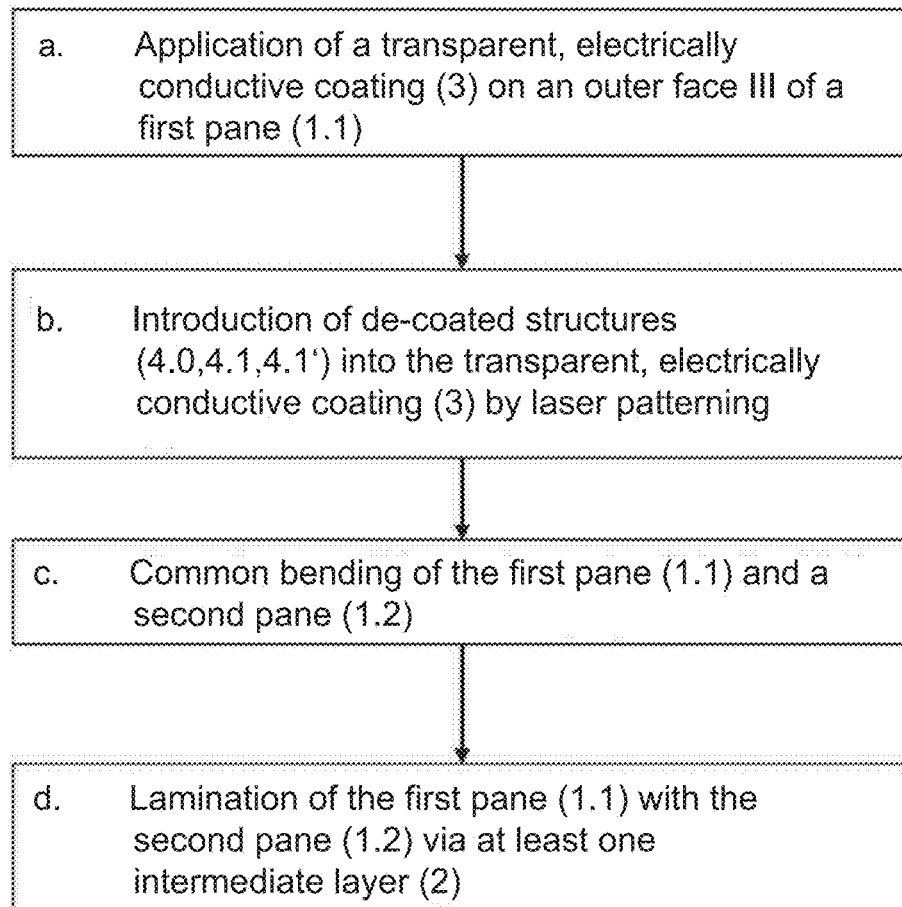 a. Application of a transparent, electrically
conductive coating (3) on an outer face III of a
first pane (1.1)
b. Introduction of de-coated structures
(4.0,4.1,4.1‘) into the transparent, electrically
conductive coating (3) by laser patterning
c. Common bending of the first pane (1.1) and a
second pane (1.2)
d. Lamination of the first pane (1.1) with the
second pane (1.2) via at least one
intermediate layer (2)